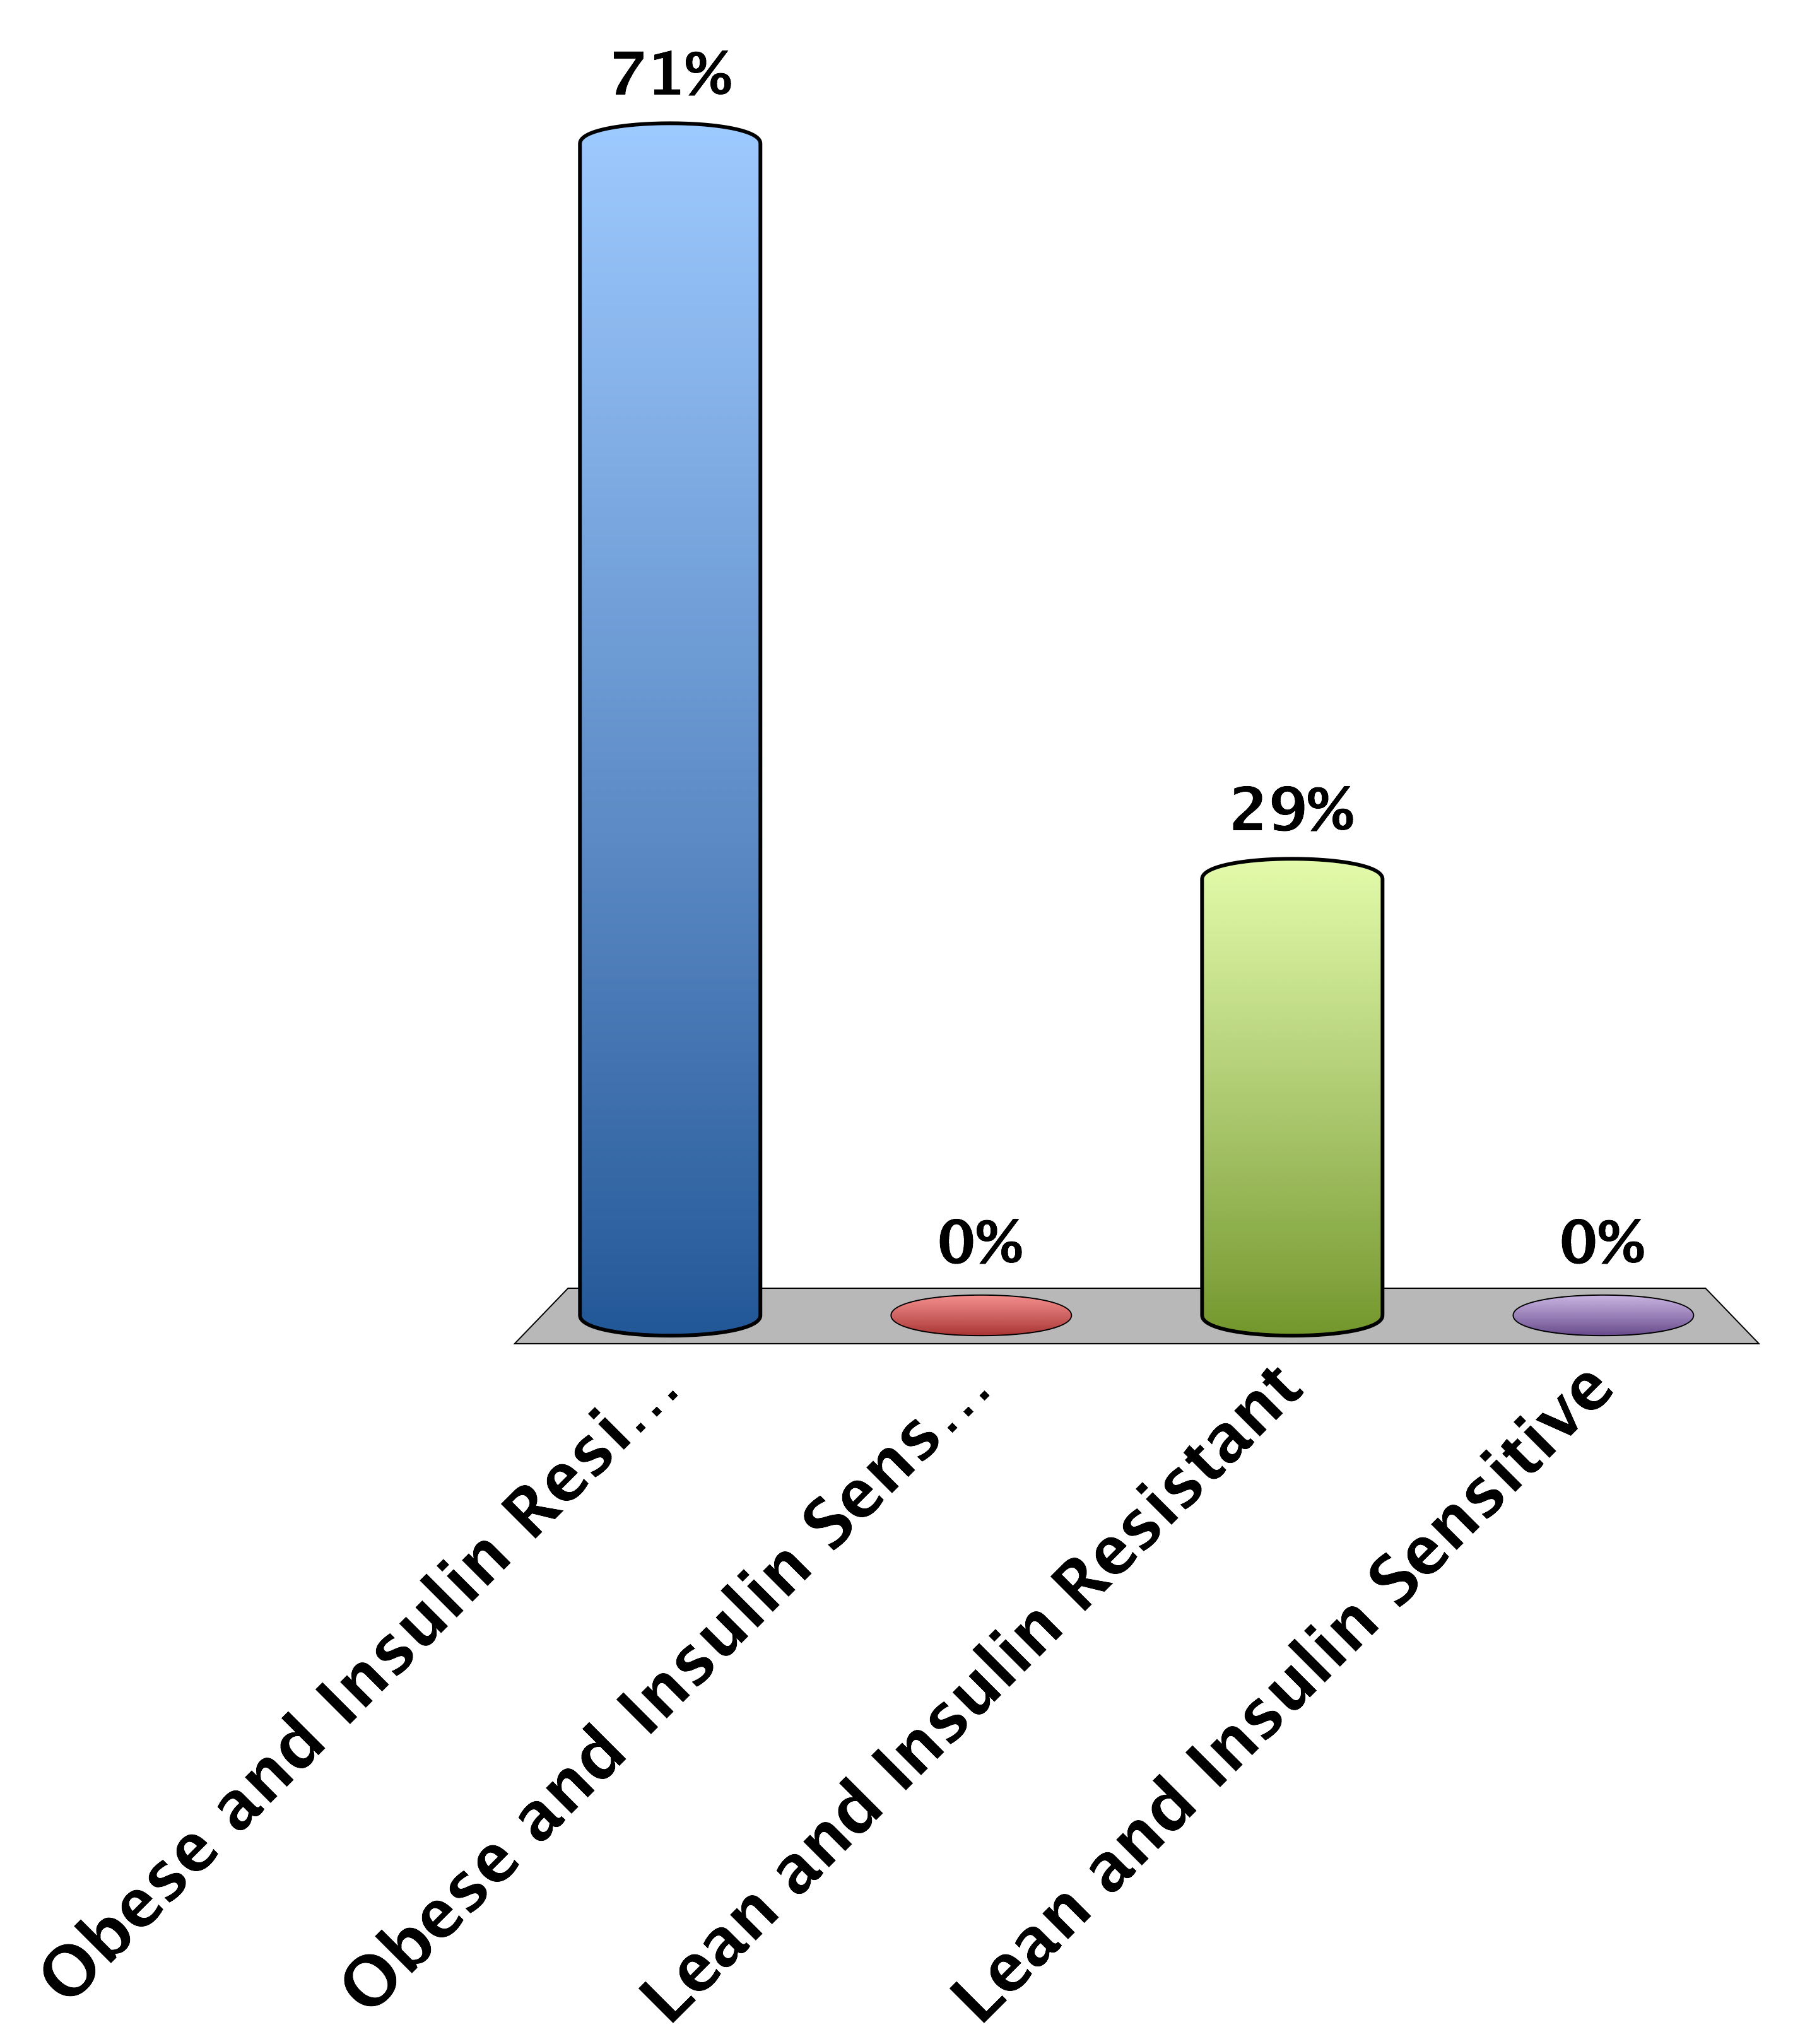 71%
29%
0%
0%
Obese and Insulin Resi...
Obese and Insulin Sens...
Lean and Insulin Resistant
Lean and Insulin Sensitive